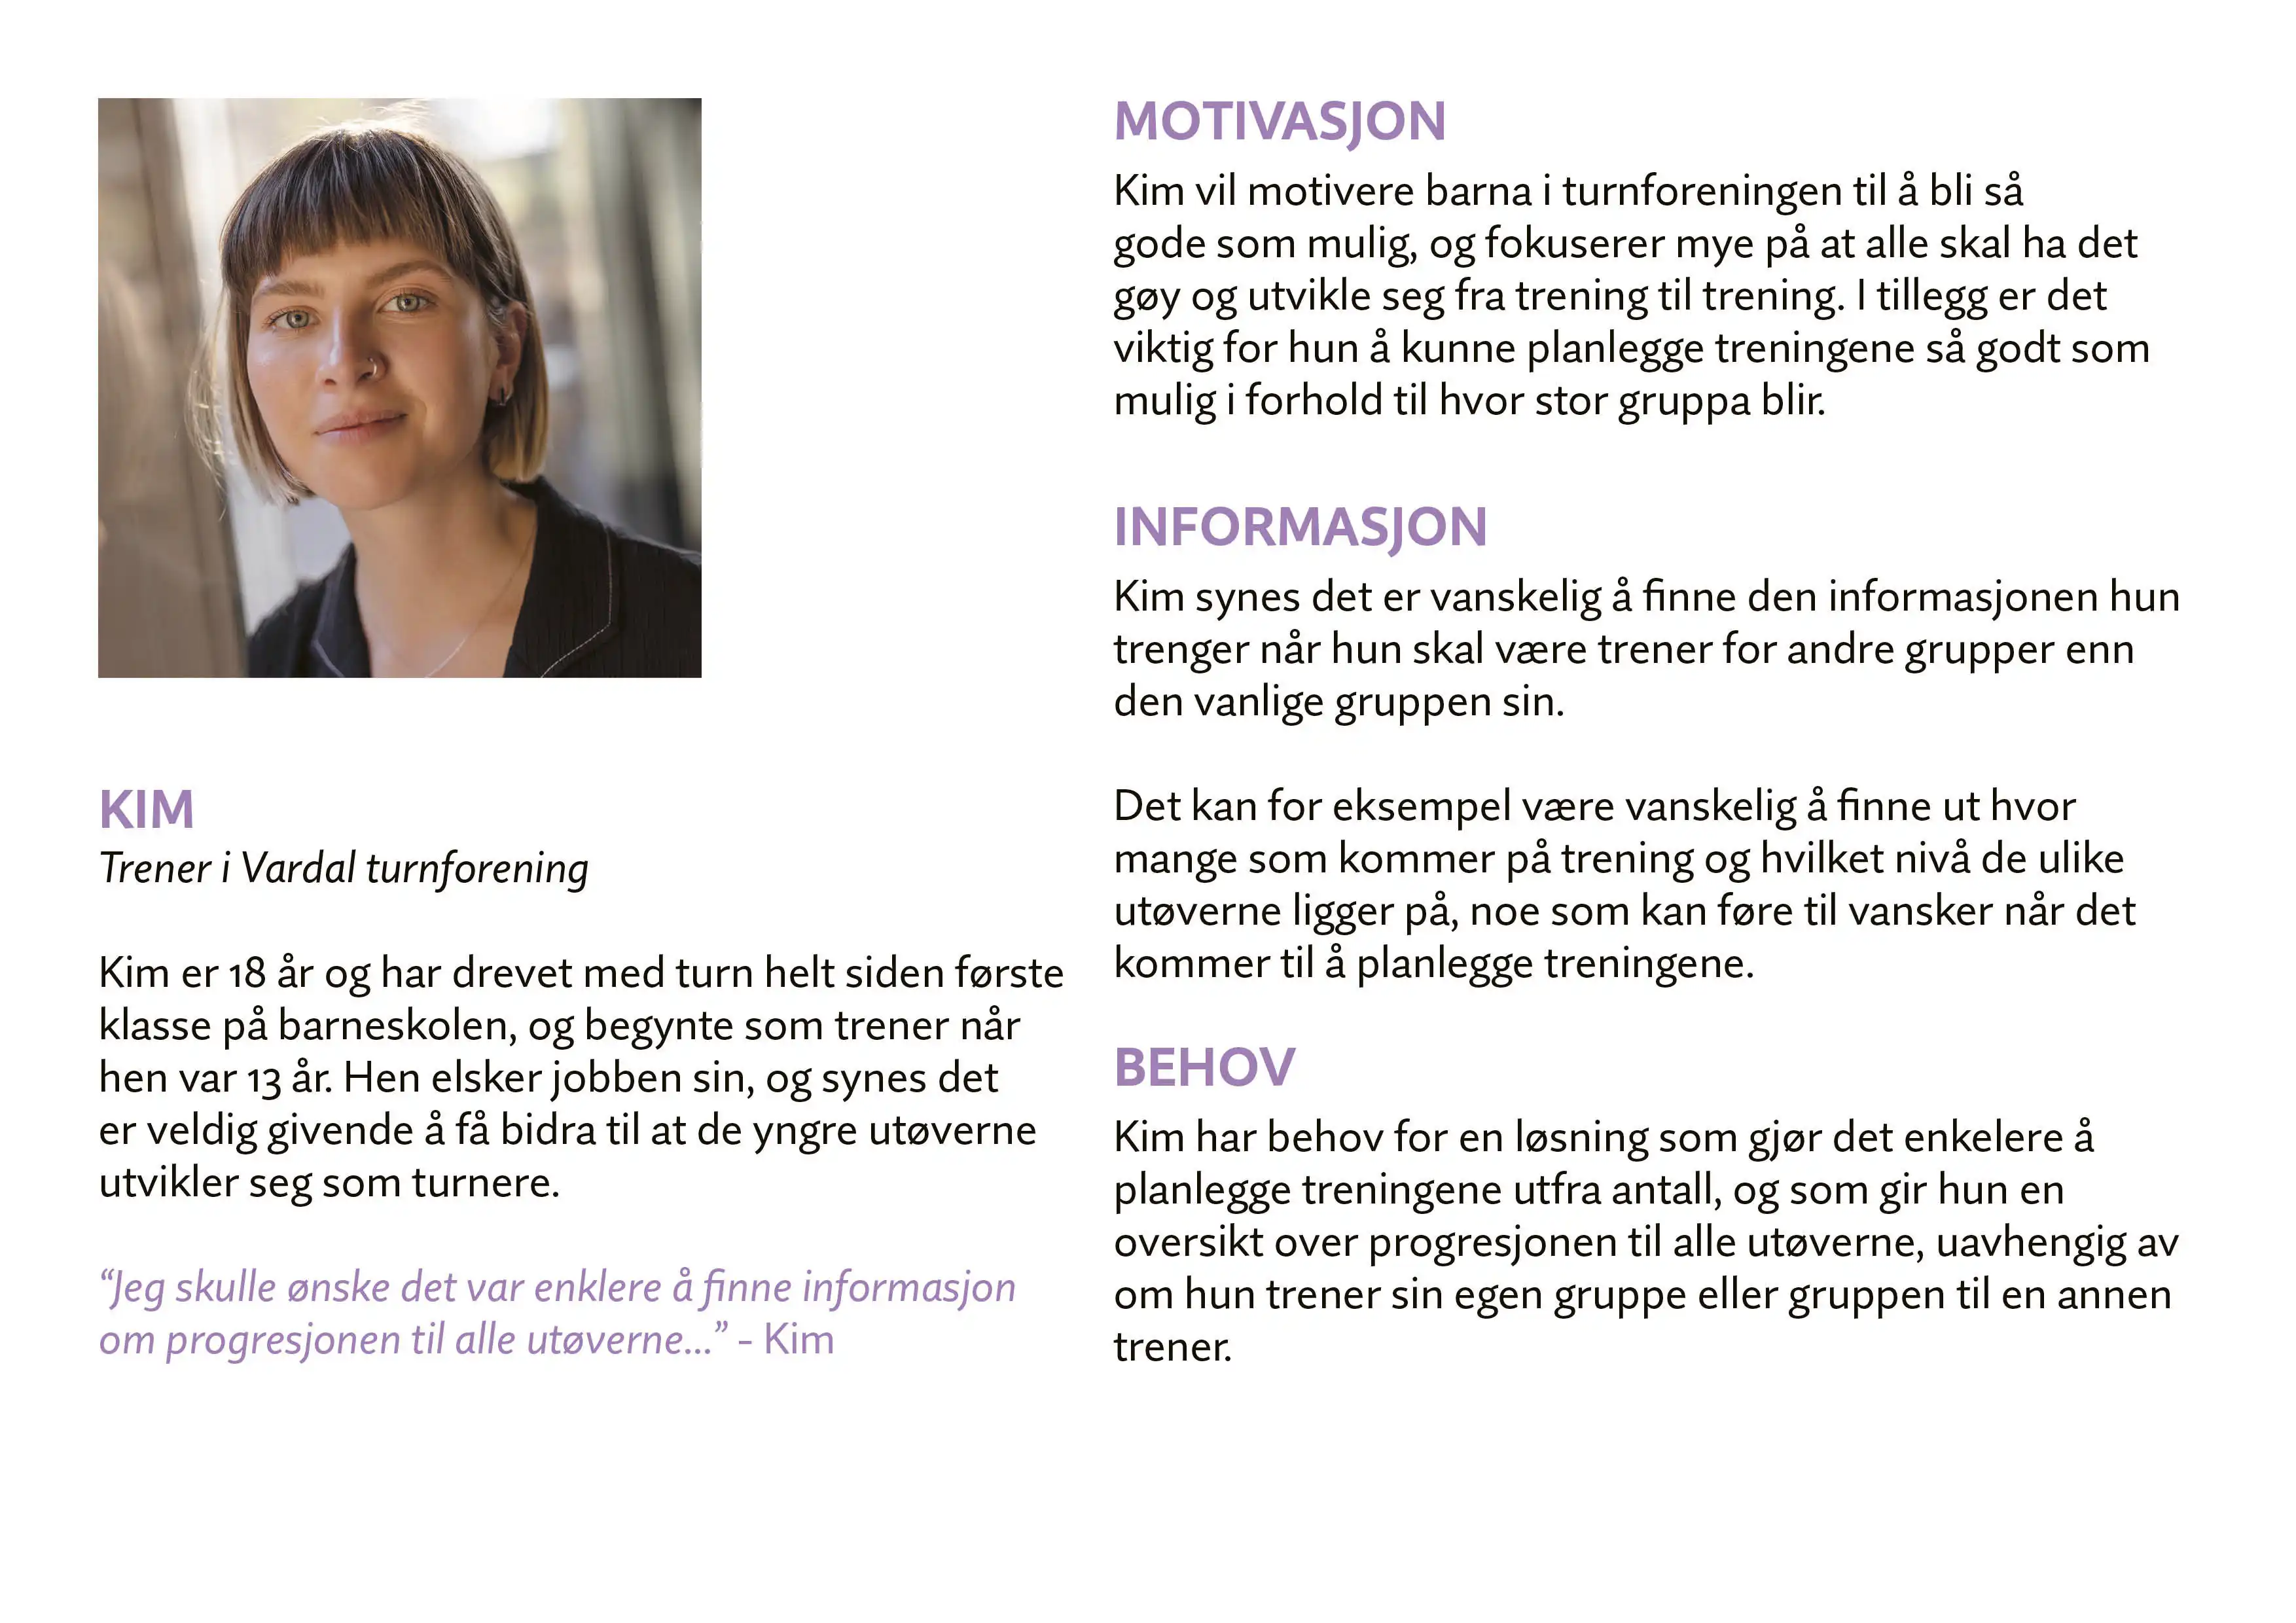 KIM
Trener i Vardal turnforening
Kim er 18 år og har drevet med turn helt siden første
klasse på barneskolen, og begynte som trener når
hen var 13 år. Hen elsker jobben sin, og synes det
er veldig givende å få bidra til at de yngre utøverne
utvikler seg som turnere.
“Jeg skulle ønske det var enklere å finne informasjon
om progresjonen til alle utøverne...” - Kim
MOTIVASJON
Kim vil motivere barna i turnforeningen til å bli så
gode som mulig, og fokuserer mye på at alle skal ha det
gøy og utvikle seg fra trening til trening. I tillegg er det
viktig for hun å kunne planlegge treningene så godt som
mulig i forhold til hvor stor gruppa blir.
INFORMASJON
Kim synes det er vanskelig å finne den informasjonen hun
trenger når hun skal være trener for andre grupper enn
den vanlige gruppen sin.
Det kan for eksempel være vanskelig å finne ut hvor
mange som kommer på trening og hvilket nivå de ulike
utøverne ligger på, noe som kan føre til vansker når det
kommer til å planlegge treningene.
BEHOV
Kim har behov for en løsning som gjør det enkelere å
planlegge treningene utfra antall, og som gir hun en
oversikt over progresjonen til alle utøverne, uavhengig av
om hun trener sin egen gruppe eller gruppen til en annen
trener.